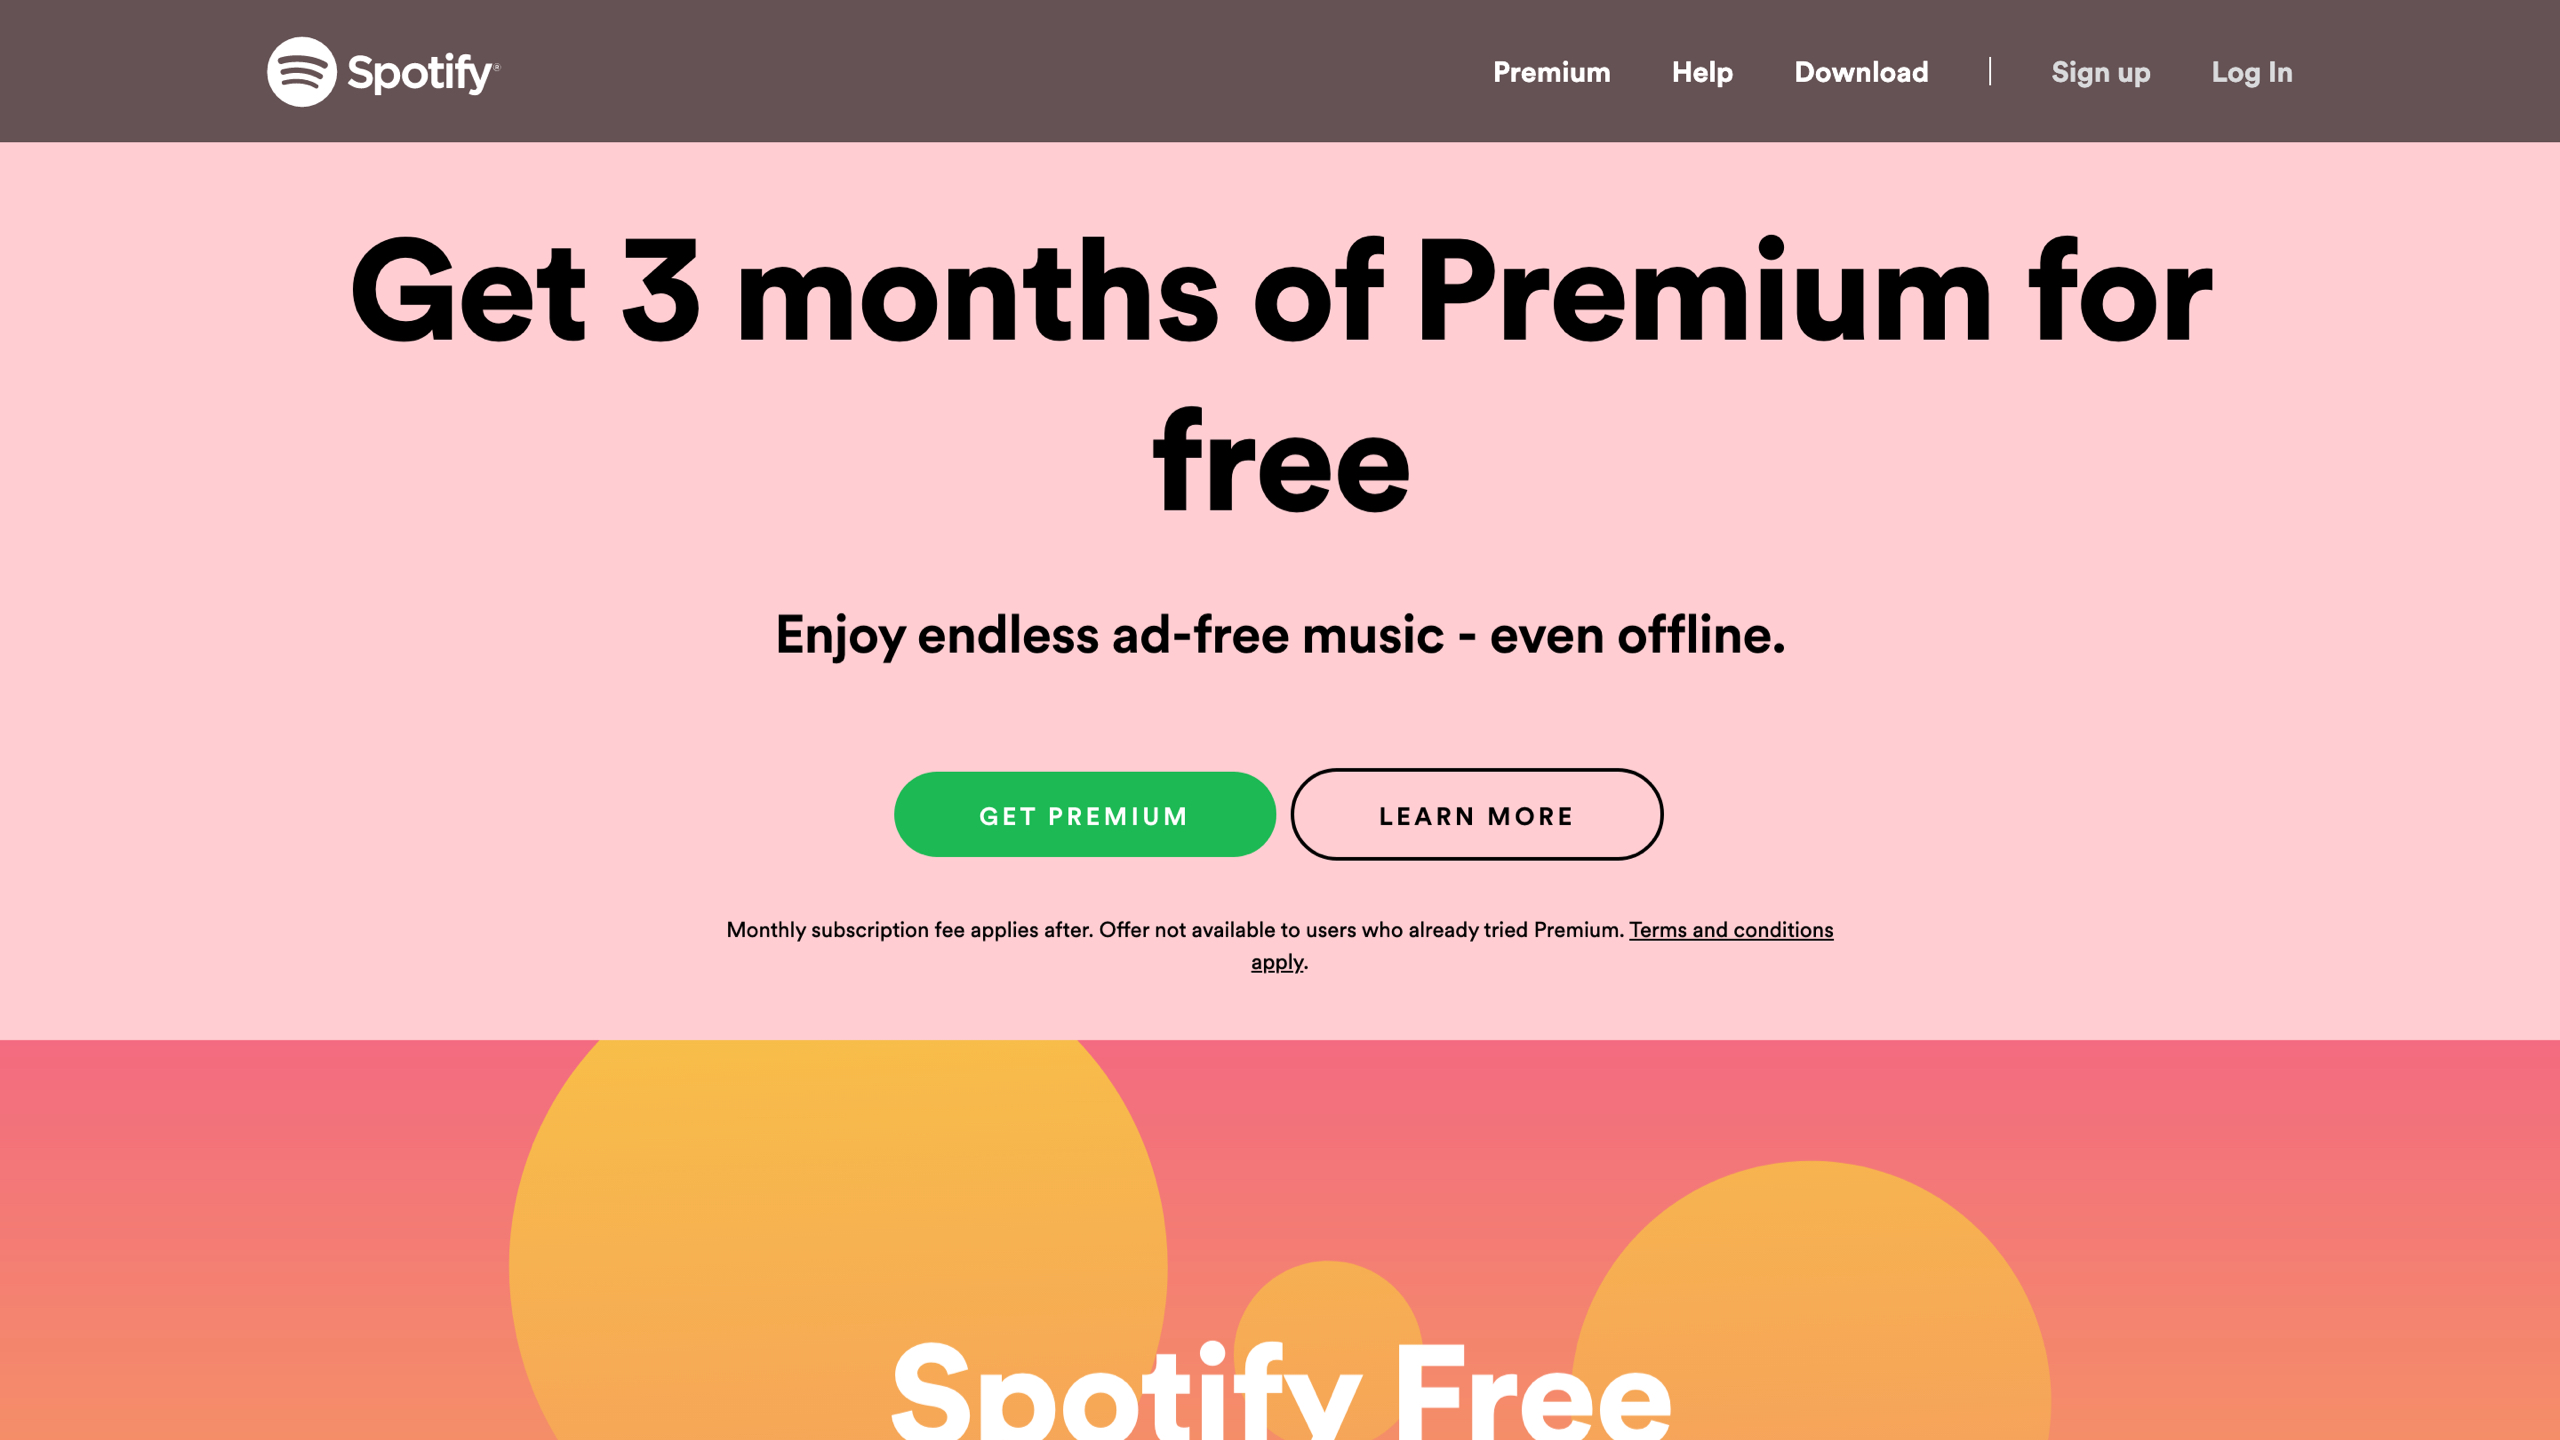 Spotify®
Premium Help Download | Sign up Log In
Get 3 months of Premium for
free
Enjoy endless ad-free music - even offline.
GET PREMIUM
LEARN MORE
Monthly subscription fee applies after. Offer not available to users who already tried Premium. Terms and conditions
apply.
Spotify Free